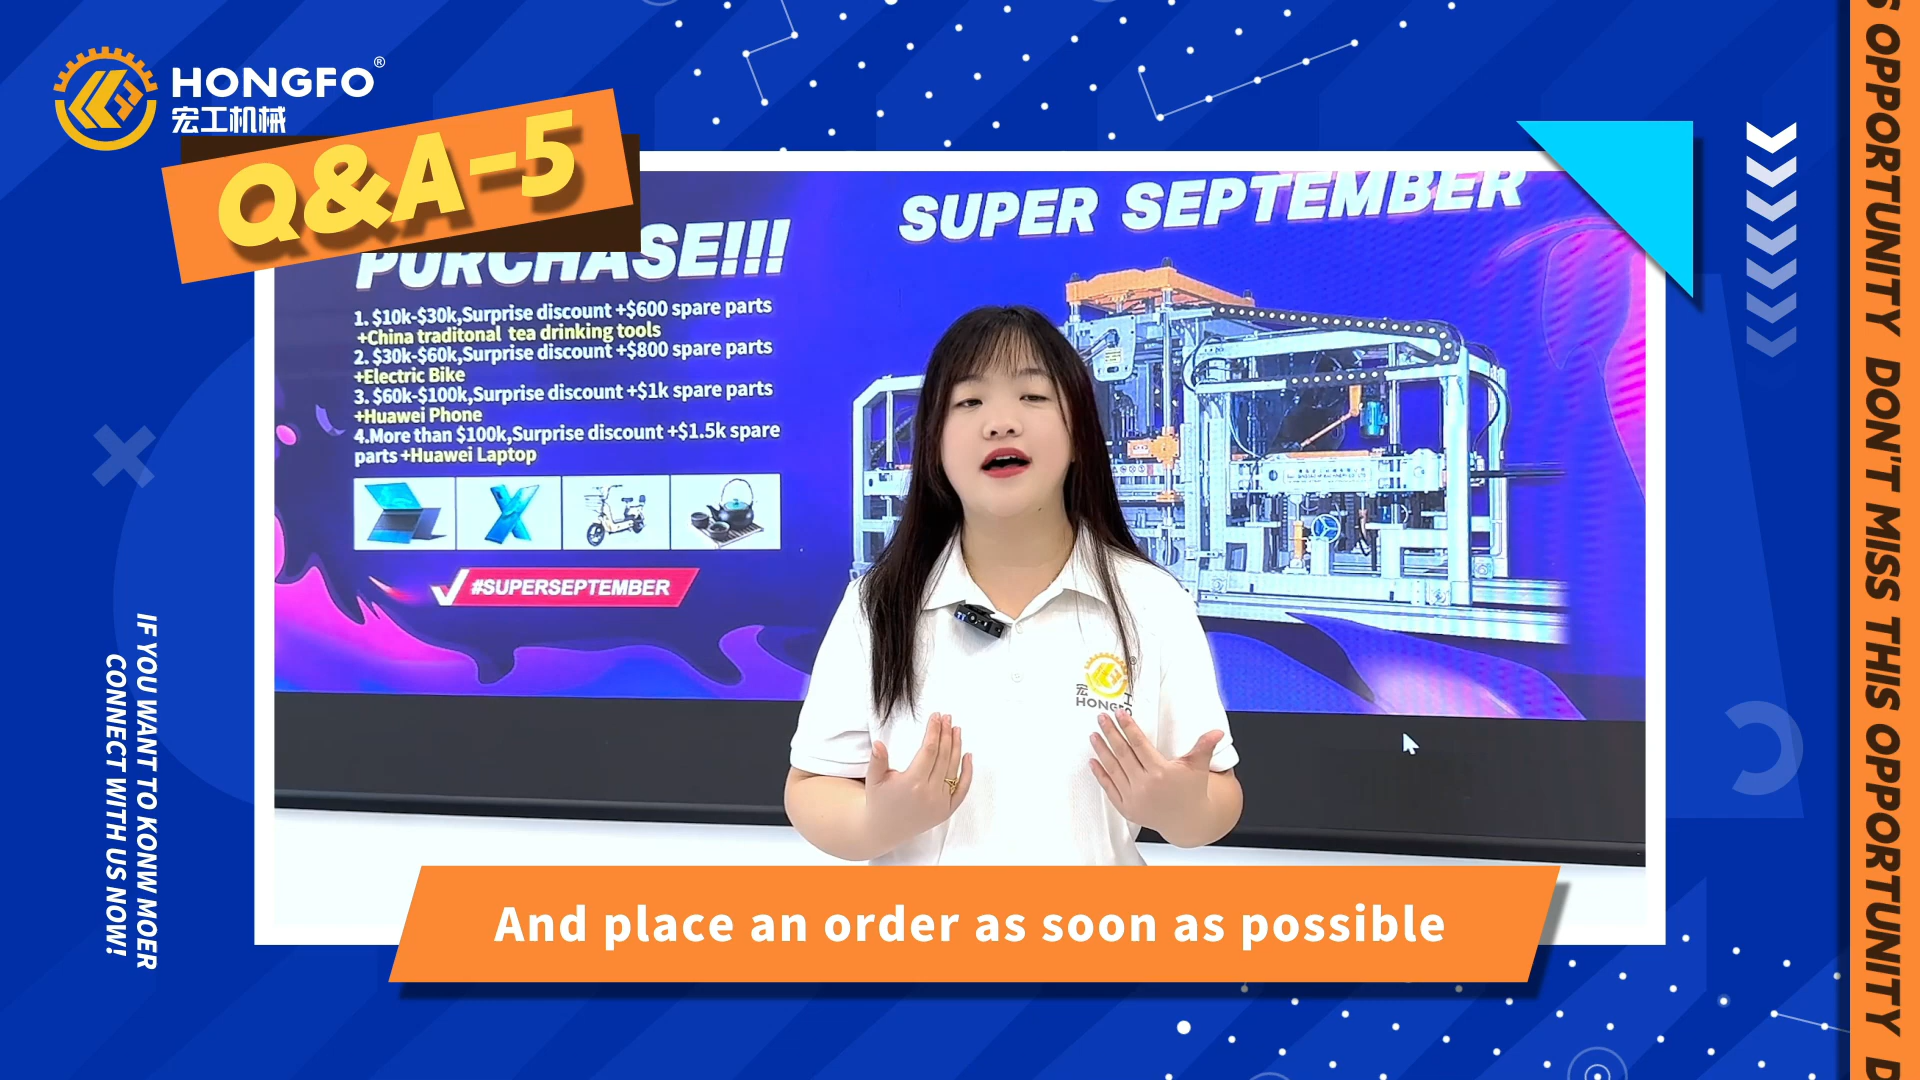 HONGFO®
宏工机械
Q&A-5
PURCHASE!!!
1. $10k-$30k,Surprise discount +$600 spare parts
+China traditonal tea drinking tools
2. $30k-$60k,Surprise discount +$800 spare parts
+Electric Bike
3. $60k-$100k,Surprise discount +$1k spare parts
+Huawei Phone
4.More than $100k,Surprise discount +$1.5k spare
parts +Huawei Laptop
#SUPERSEPTEMBER
SUPER SEPTEMBER
宏
HONGFO
And place an order as soon as possible
IF YOU WANT TO KONW MOER
CONNECT WITH US NOW!
S OPPORTUNITY DON'T MISS THIS OPPORTUNITY D